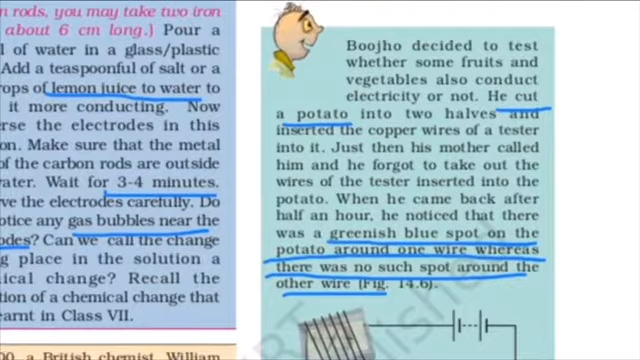 n rods, you may take two iron
about 6 cm long.) Pour a
l of water in a glass/plastic
Add a teaspoonful of salt or a
rops of lemon juice to water to
it more conducting. Now
rse the electrodes in this
on. Make sure that the metal
of the carbon rods are outside
vater. Wait for 3-4 minutes.
ve the electrodes carefully. Do
otice any gas bubbles near the
odes? Can we call the change
g place in the solution a
ical change? Recall the
tion of a chemical change that
earnt in Class VII.
00, a British chemist, William
Boojho decided to test
whether some fruits and
vegetables also conduct
electricity or not. He cut
a potato into two halves and
inserted the copper wires of a tester
into it. Just then his mother called
him and he forgot to take out the
wires of the tester inserted into the
potato. When he came back after
half an hour, he noticed that there
was a greenish blue spot on the
potato around one wire whereas
there was no such spot around the
other wire (Fig. 14.6).